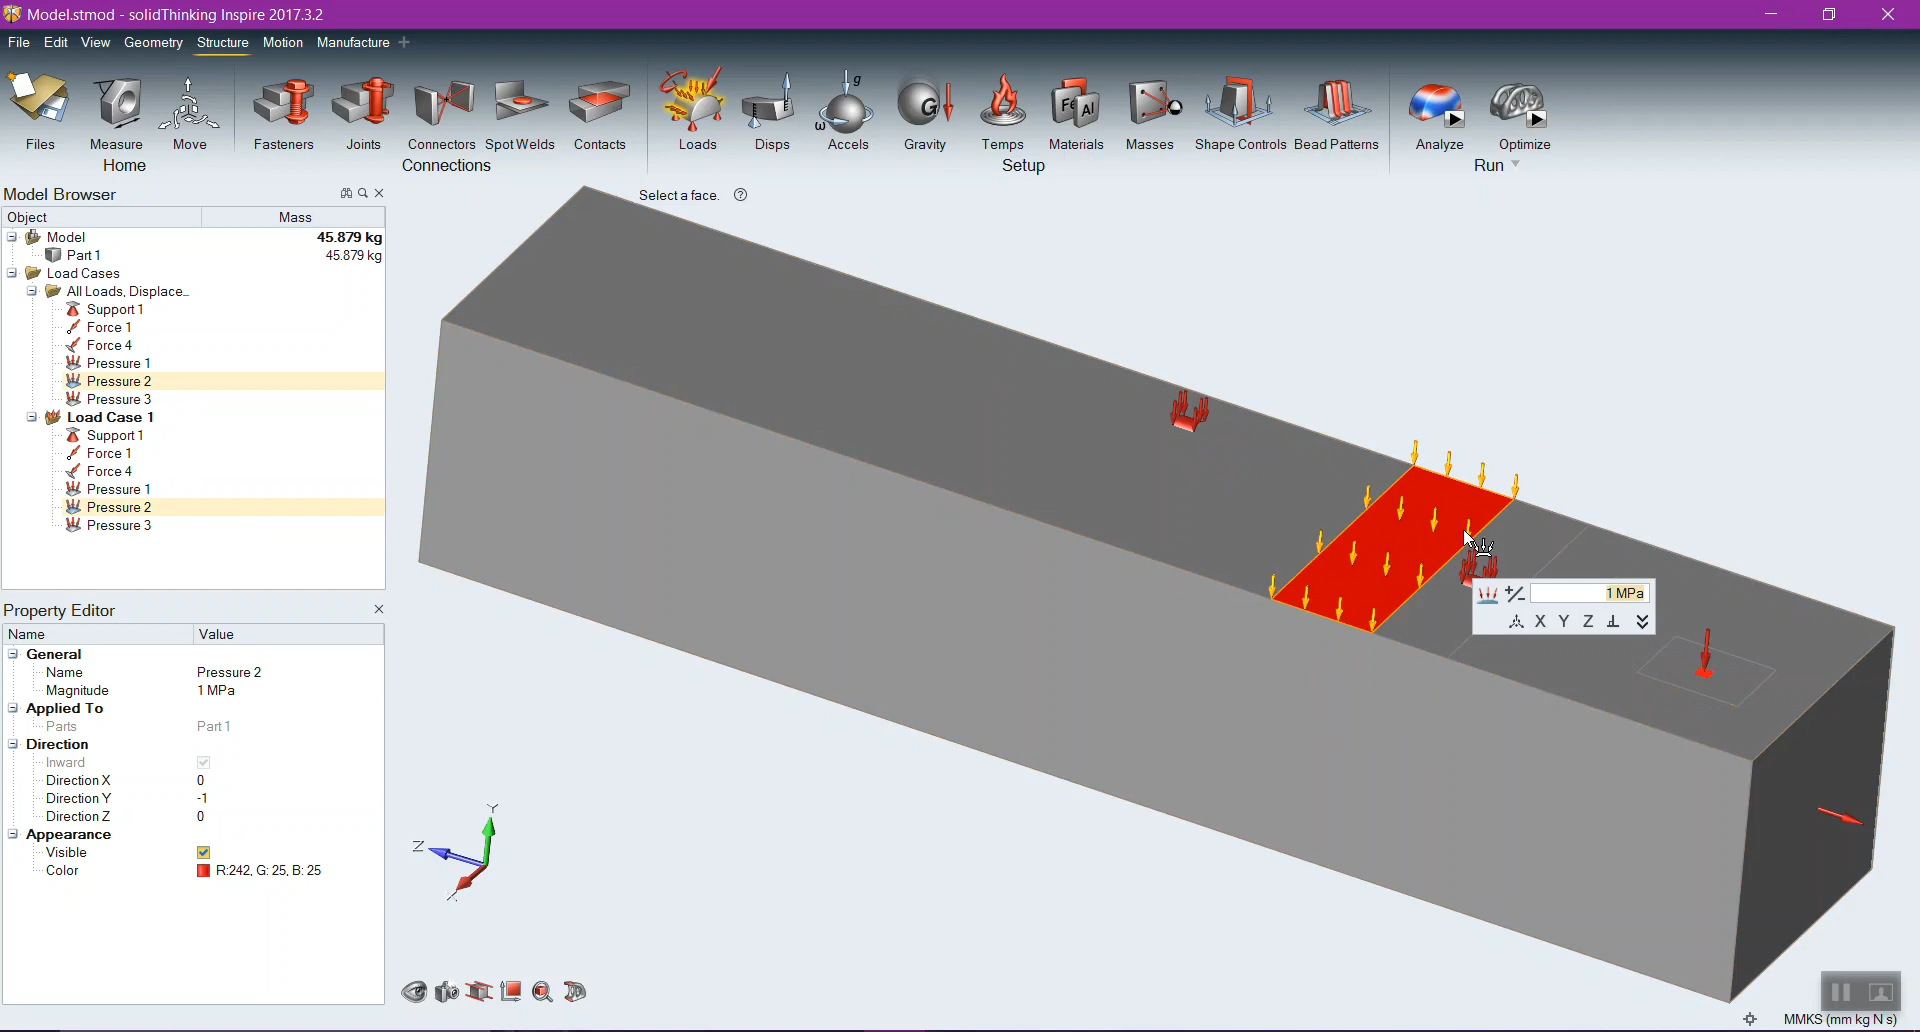 Model.stmod - solidThinking Inspire 2017.3.2
File Edit View Geometry Structure Motion Manufacture
Files Measure Move Fasteners Joints Connectors Spot Welds Contacts Loads Disps Accels Gravity Temps Materials Masses Shape Controls Bead Patterns Analyze Optimize
Home Connections Setup Run
Model Browser
Object Mass
Model 45.879 kg
Part 1 45.879 kg
Load Cases
All Loads, Displace...
Support 1
Force 1
Force 4
Pressure 1
Pressure 2
Pressure 3
Load Case 1
Support 1
Force 1
Force 4
Pressure 1
Pressure 2
Pressure 3
Select a face.
1 MPa
X Y Z
Property Editor
Name Value
General
Name Pressure 2
Magnitude 1 MPa
Applied To
Parts Part 1
Direction
Inward
Direction X 0
Direction Y -1
Direction Z 0
Appearance
Visible
Color R:242, G: 25, B: 25
Y
Z
X
MMKS (mm kg N s)